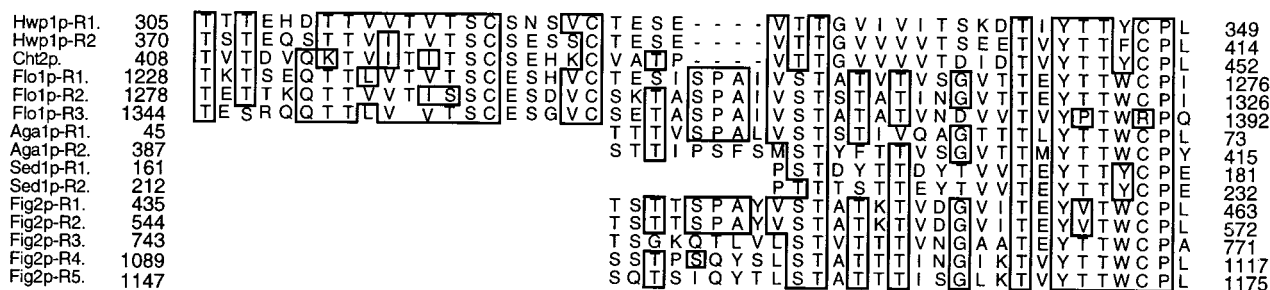 Hwp1p-R1. 305 T T T E H D T T V V T V T S C S N S V C T E S E - - - - V T T G V I V I T S K D T I Y T T Y C P L 349
Hwp1p-R2 370 T S T E Q S T T V I T V T S C S E S S C T E S E - - - - V T T G V V V V T S E E T V Y T T F C P L 414
Cht2p. 408 T V T D V Q K T V I T I T S C S E H K C V A T P - - - - V T T G V V V V T D I D T V Y T T Y C P L 452
Flo1p-R1. 1228 T K T S E Q T T L V T V T S C E S H V C T E S I S P A I V S T A T V T V S G V T T E Y T T W C P I 1276
Flo1p-R2. 1278 T E T T K Q T T V V T I S S C E S D V C S K T A S P A I V S T S T A T I N G V T T E Y T T W C P I 1326
Flo1p-R3. 1344 T E S R Q Q T T L V V T S C E S G V C S E T A S P A I V S T A T A T V N D V V T V Y P T W R P Q 1392
Aga1p-R1. 45 T T T V S P A L V S T S T I V Q A G T T T L Y T T W C P L 73
Aga1p-R2. 387 S T T I P S F S M S T Y F T T V S G V T T M Y T T W C P Y 415
Sed1p-R1. 161 P S T D Y T T D Y T V V T E Y T T Y C P E 181
Sed1p-R2. 212 P T T T S T T E Y T V V T E Y T T Y C P E 232
Fig2p-R1. 435 T S T T S P A Y V S T A T K T V D G V I T E Y V T W C P L 463
Fig2p-R2. 544 T S T T S P A Y V S T A T K T V D G V I T E Y V T W C P L 572
Fig2p-R3. 743 T S G K Q T L V L S T V T T T V N G A A T E Y T T W C P A 771
Fig2p-R4. 1089 S S T P S Q Y S L S T A T T T I N G I K T V Y T T W C P L 1117
Fig2p-R5. 1147 S Q T S I Q Y T L S T A T T T I S G L K T V Y T T W C P L 1175